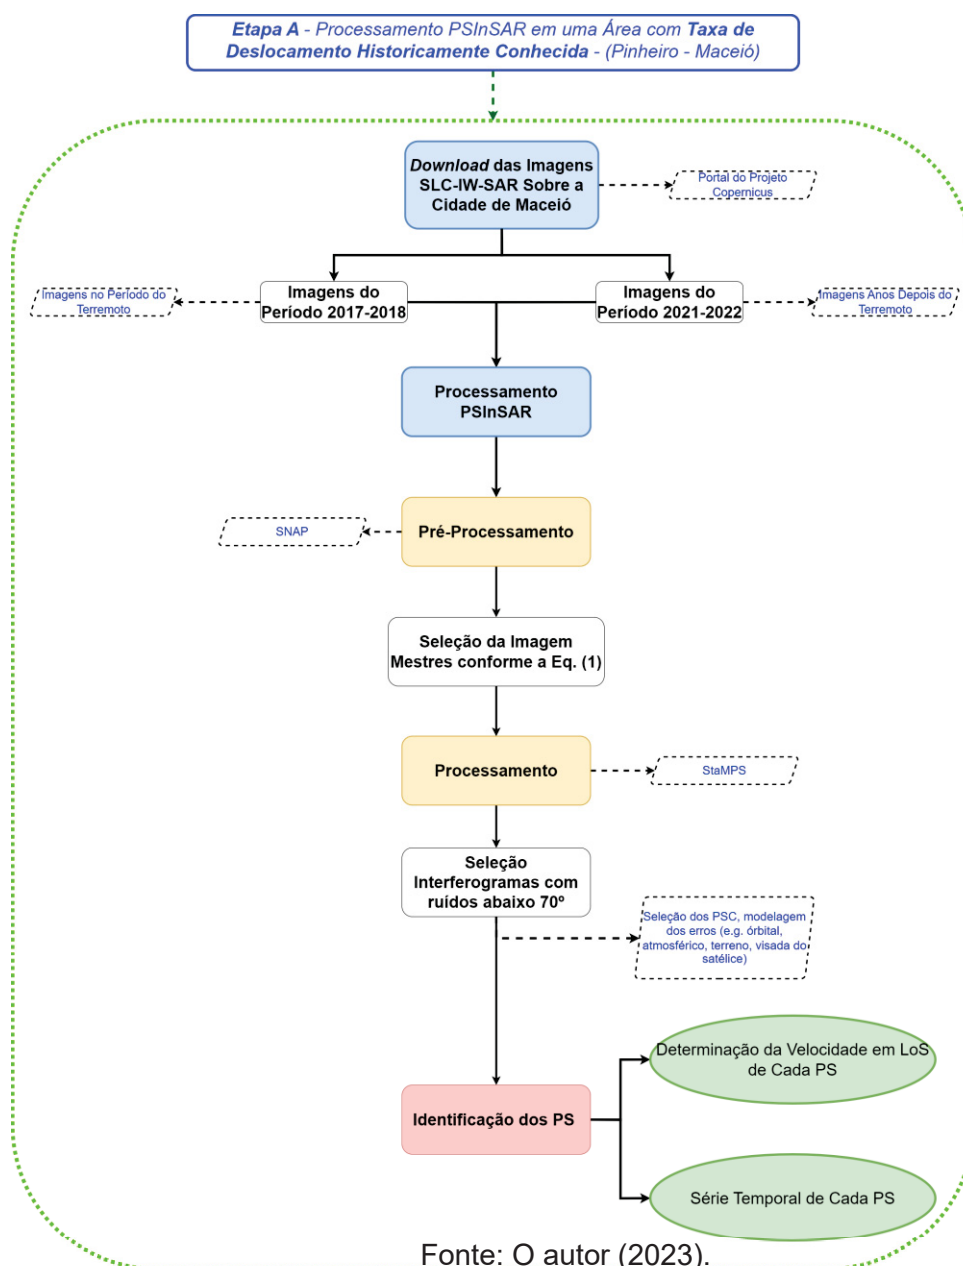 Etapa A - Processamento PSInSAR em uma Área com Taxa de
Deslocamento Historicamente Conhecida - (Pinheiro - Maceió)
Download das Imagens
SLC-IW-SAR Sobre a
Cidade de Maceió
Portal do Projeto
Copernicus
Imagens no Período do
Terremoto
Imagens do
Período 2017-2018
Imagens do
Período 2021-2022
Imagens Anos Depois do
Terremoto
Processamento
PSInSAR
SNAP
Pré-Processamento
Seleção da Imagem
Mestres conforme a Eq. (1)
Processamento
StaMPS
Seleção
Interferogramas com
ruídos abaixo 70º
Seleção dos PSC, modelagem
dos erros (e.g. órbital,
atmosférico, terreno, visada do
satélice)
Determinação da Velocidade em LoS
de Cada PS
Identificação dos PS
Série Temporal de Cada PS
Fonte: O autor (2023).